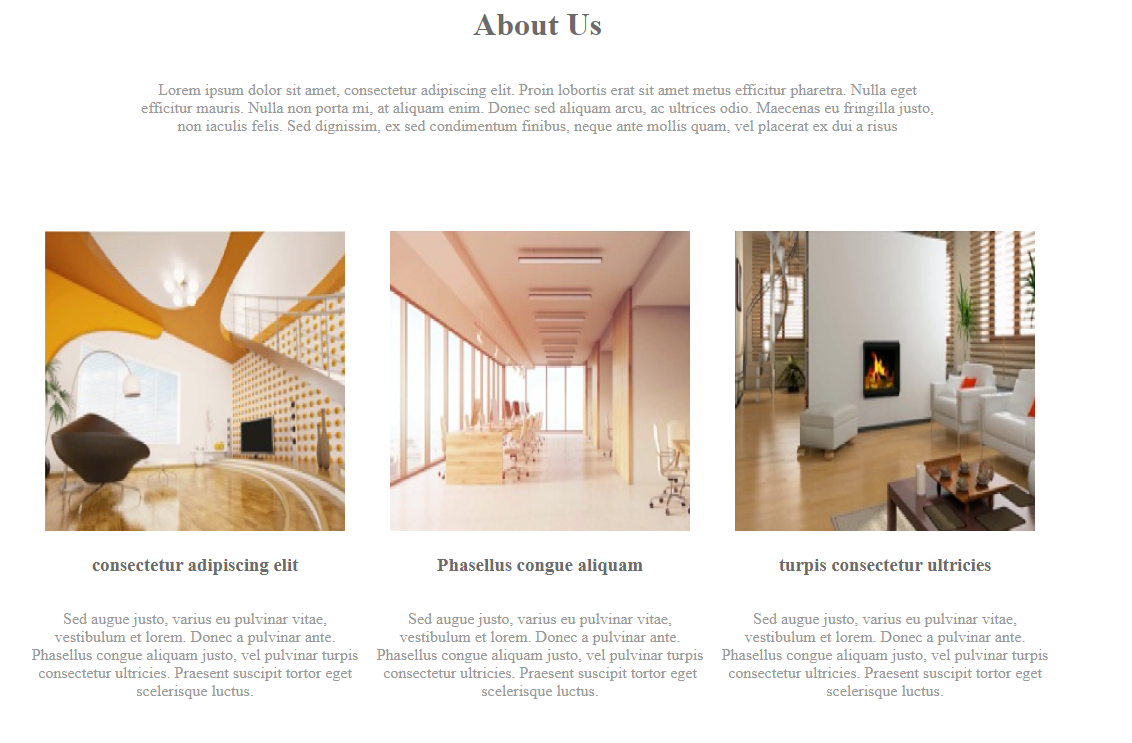 About Us
Lorem ipsum dolor sit amet, consectetur adipiscing elit. Proin lobortis erat sit amet metus efficitur pharetra. Nulla eget
efficitur mauris. Nulla non porta mi, at aliquam enim. Donec sed aliquam arcu, ac ultrices odio. Maecenas eu fringilla justo,
non iaculis felis. Sed dignissim, ex sed condimentum finibus, neque ante mollis quam, vel placerat ex dui a risus
consectetur adipiscing elit
Sed augue justo, varius eu pulvinar vitae,
vestibulum et lorem. Donec a pulvinar ante.
Phasellus congue aliquam justo, vel pulvinar turpis
consectetur ultricies. Praesent suscipit tortor eget
scelerisque luctus.
Phasellus congue aliquam
Sed augue justo, varius eu pulvinar vitae,
vestibulum et lorem. Donec a pulvinar ante.
Phasellus congue aliquam justo, vel pulvinar turpis
consectetur ultricies. Praesent suscipit tortor eget
scelerisque luctus.
turpis consectetur ultricies
Sed augue justo, varius eu pulvinar vitae,
vestibulum et lorem. Donec a pulvinar ante.
Phasellus congue aliquam justo, vel pulvinar turpis
consectetur ultricies. Praesent suscipit tortor eget
scelerisque luctus.